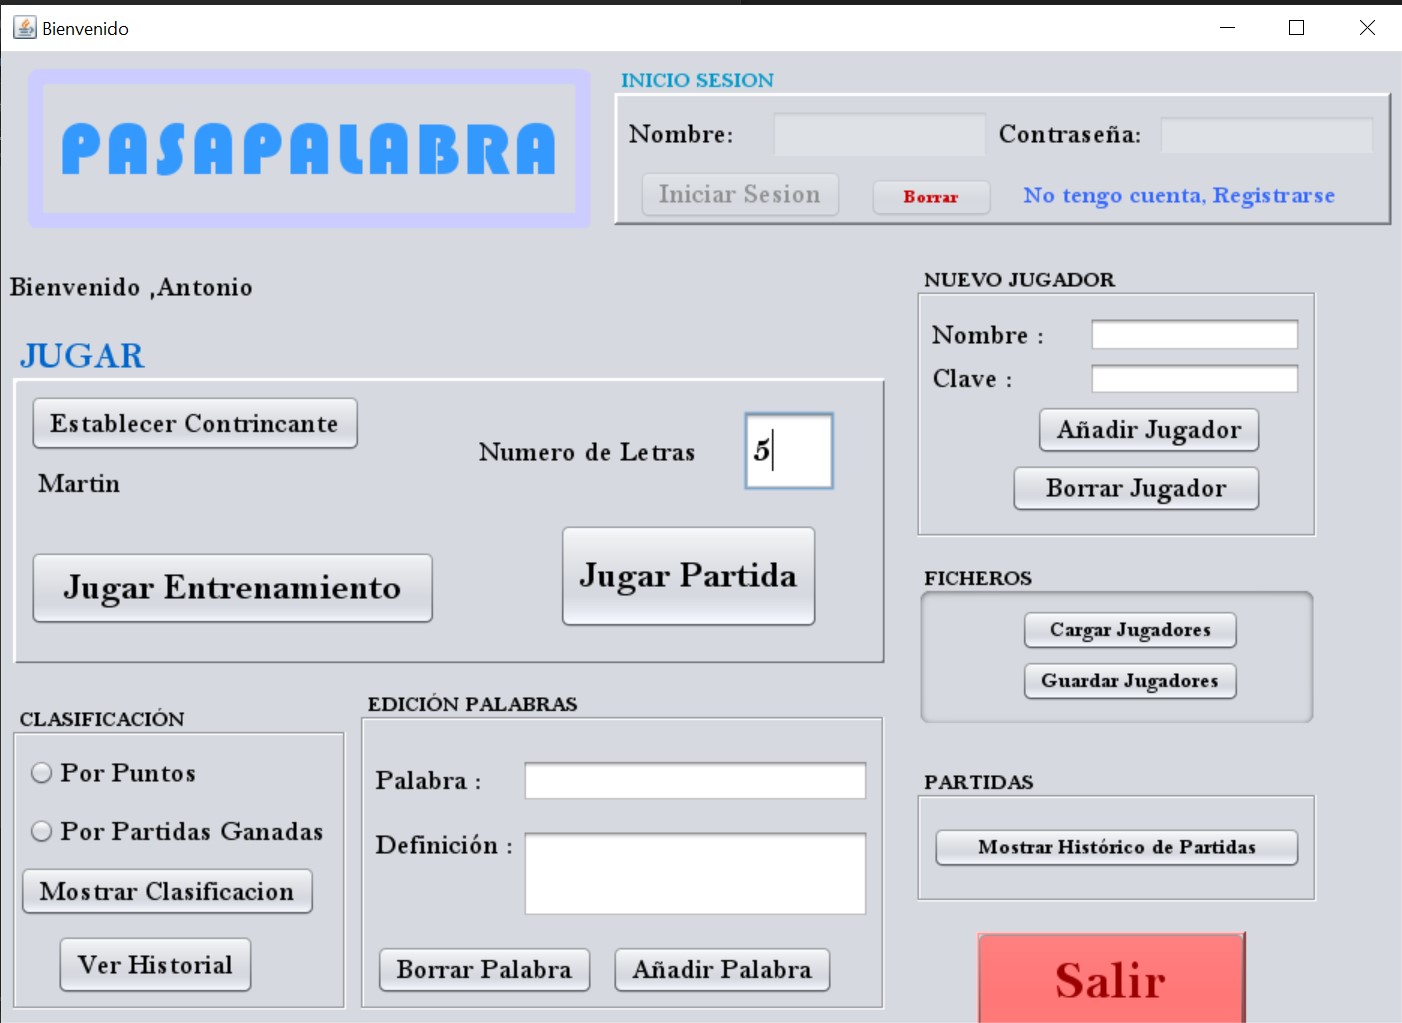 Bienvenido
PASAPALABRA
INICIO SESION
Nombre:
Contraseña:
Iniciar Sesion
Borrar
No tengo cuenta, Registrarse
Bienvenido ,Antonio
JUGAR
Establecer Contrincante
Martin
Numero de Letras
5
Jugar Entrenamiento
Jugar Partida
NUEVO JUGADOR
Nombre :
Clave :
Añadir Jugador
Borrar Jugador
FICHEROS
Cargar Jugadores
Guardar Jugadores
CLASIFICACIÓN
Por Puntos
Por Partidas Ganadas
Mostrar Clasificacion
Ver Historial
EDICIÓN PALABRAS
Palabra :
Definición :
Borrar Palabra
Añadir Palabra
PARTIDAS
Mostrar Histórico de Partidas
Salir